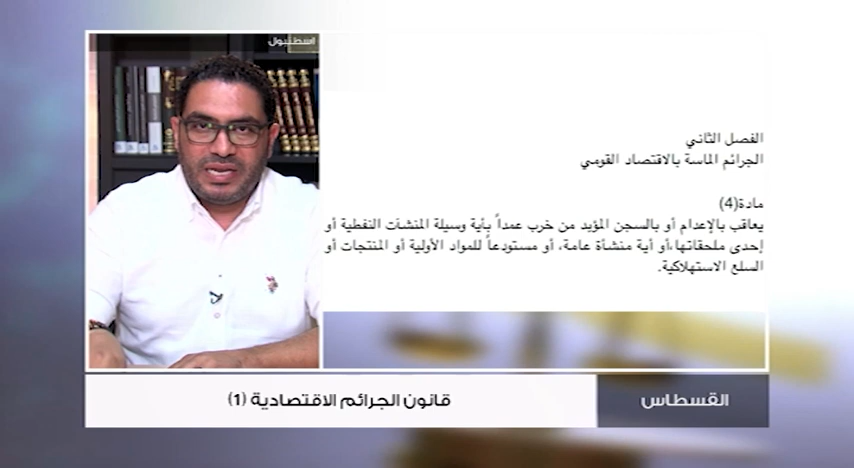 اسطنبول
الفصل الثاني
الجرائم الماسة بالاقتصاد القومي
مادة(4)
يعاقب بالإعدام أو بالسجن المؤبد من خرب عمداً بأية وسيلة المنشآت النفطية أو
إحدى ملحقاتها،أو أية منشأة عامة، أو مستودعاً للمواد الأولية أو المنتجات أو
السلع الاستهلاكية.
القسطاس
قانون الجرائم الاقتصادية (1)